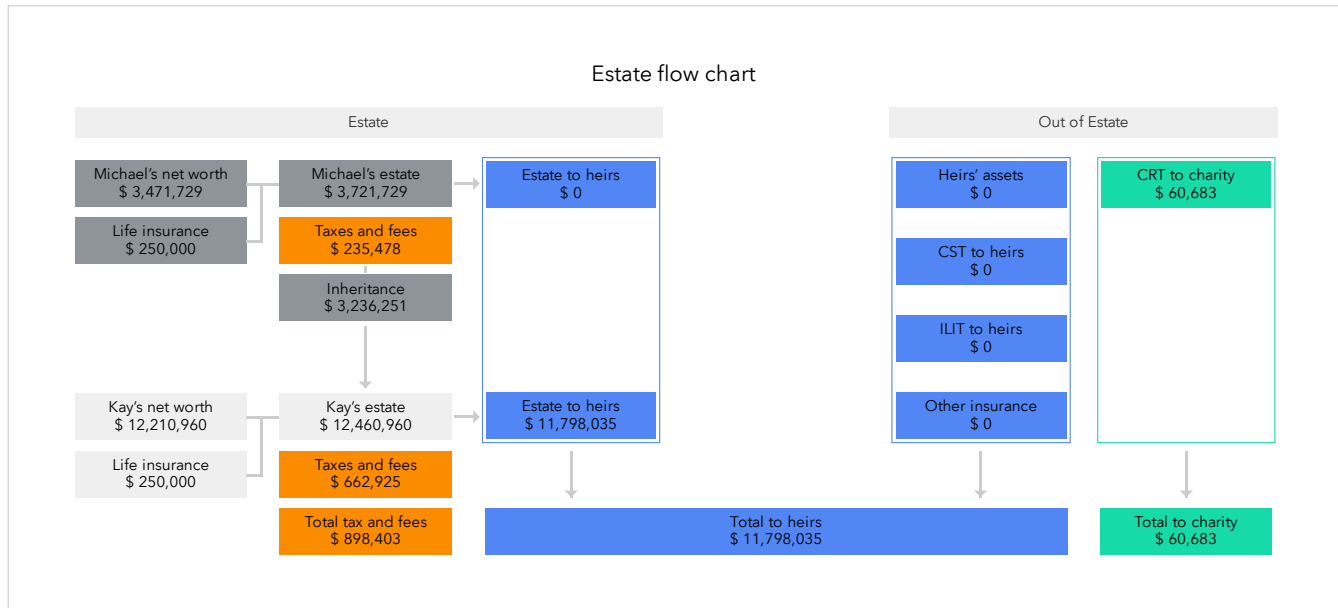 Estate flow chart
Estate
Out of Estate
Michael’s net worth
$ 3,471,729
Michael’s estate
$ 3,721,729
Estate to heirs
$ 0
Heirs’ assets
$ 0
CRT to charity
$ 60,683
Life insurance
$ 250,000
Taxes and fees
$ 235,478
CST to heirs
$ 0
Inheritance
$ 3,236,251
ILIT to heirs
$ 0
Kay’s net worth
$ 12,210,960
Kay’s estate
$ 12,460,960
Estate to heirs
$ 11,798,035
Other insurance
$ 0
Life insurance
$ 250,000
Taxes and fees
$ 662,925
Total tax and fees
$ 898,403
Total to heirs
$ 11,798,035
Total to charity
$ 60,683